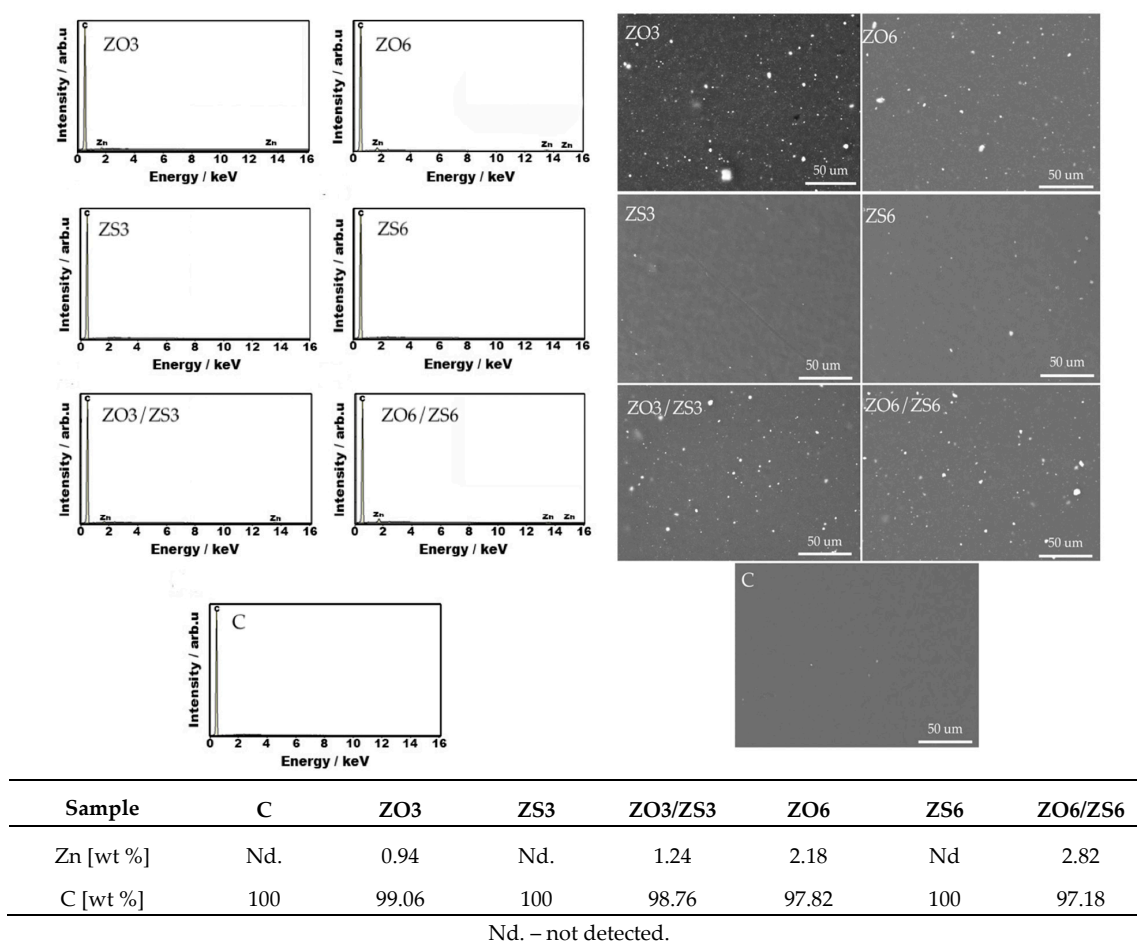 C
ZO3
Intensity / arb.u
Zn Zn
0 2 4 6 8 10 12 14 16
Energy / keV
C
ZO6
Intensity / arb.u
Zn Zn Zn
0 2 4 6 8 10 12 14 16
Energy / keV
ZO3
50 um
ZO6
50 um
C
ZS3
Intensity / arb.u
0 2 4 6 8 10 12 14 16
Energy / keV
C
ZS6
Intensity / arb.u
0 2 4 6 8 10 12 14 16
Energy / keV
ZS3
50 um
ZS6
50 um
C
ZO3/ZS3
Intensity / arb.u
Zn Zn
0 2 4 6 8 10 12 14 16
Energy / keV
C
ZO6/ZS6
Intensity / arb.u
Zn Zn Zn
0 2 4 6 8 10 12 14 16
Energy / keV
ZO3/ZS3
50 um
ZO6/ZS6
50 um
C
C
Intensity / arb.u
0 2 4 6 8 10 12 14 16
Energy / keV
C
50 um
Sample C ZO3 ZS3 ZO3/ZS3 ZO6 ZS6 ZO6/ZS6
Zn [wt %] Nd. 0.94 Nd. 1.24 2.18 Nd 2.82
C [wt %] 100 99.06 100 98.76 97.82 100 97.18
Nd. – not detected.